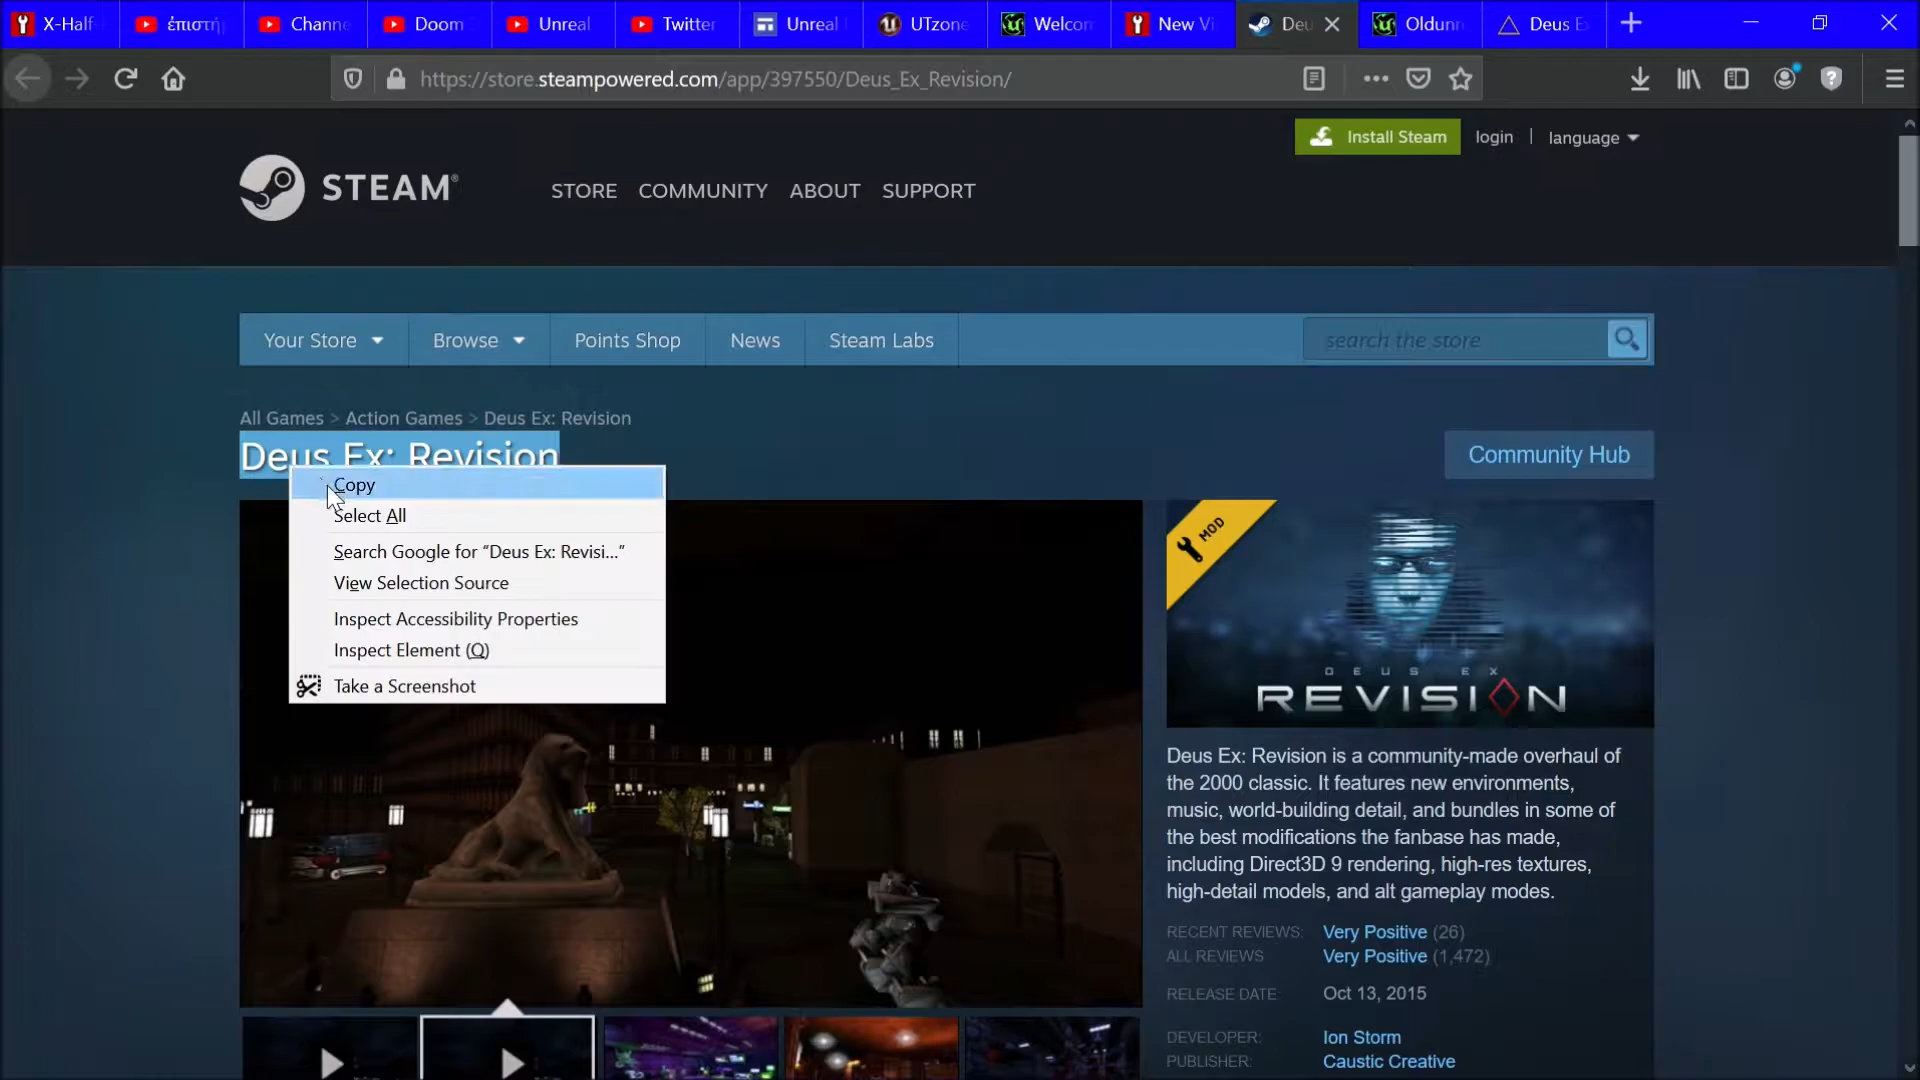 X-Half
ἐπιστή
Channe
Doom
Unreal
Twitter
Unreal
UTzone
Welcom
New Vi
Deu
Oldunr
Deus Ex
https://store.steampowered.com/app/397550/Deus_Ex_Revision/
Install Steam
login
language
STEAM®
STORE COMMUNITY ABOUT SUPPORT
Your Store
Browse
Points Shop
News
Steam Labs
search the store
All Games > Action Games > Deus Ex: Revision
Deus Ex: Revision
Community Hub
Copy
Select All
Search Google for “Deus Ex: Revisi...”
View Selection Source
Inspect Accessibility Properties
Inspect Element (Q)
Take a Screenshot
MOD
DEUS EX
REVISION
Deus Ex: Revision is a community-made overhaul of
the 2000 classic. It features new environments,
music, world-building detail, and bundles in some of
the best modifications the fanbase has made,
including Direct3D 9 rendering, high-res textures,
high-detail models, and alt gameplay modes.
RECENT REVIEWS: Very Positive (26)
ALL REVIEWS Very Positive (1,472)
RELEASE DATE: Oct 13, 2015
DEVELOPER: Ion Storm
PUBLISHER: Caustic Creative